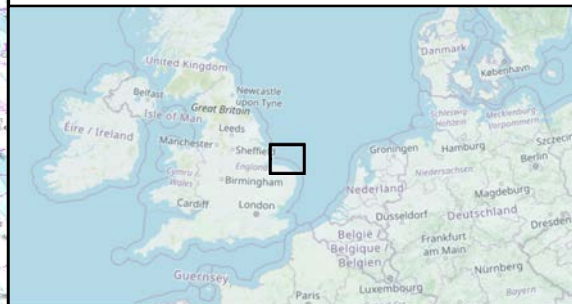 Danmark
København
United Kingdom
Newcastle
upon Tyne
Belfast
Great Britain
Isle of Man
Leeds
Éire / Ireland
Manchester
Sheffield
England
Cymru /
Wales
Birmingham
Cardiff
London
Guernsey
Paris
Schleswig
Holstein
Mecklenburg
Vorpommern
Groningen
Hamburg
Szczecin
Berlin
Niedersachsen
Nederland
Magdeburg
Düsseldorf
Deutschland
Dresden
België /
Belgique /
Belgien
Frankfurt
am Main
Nürnberg
Luxembourg
Bayern